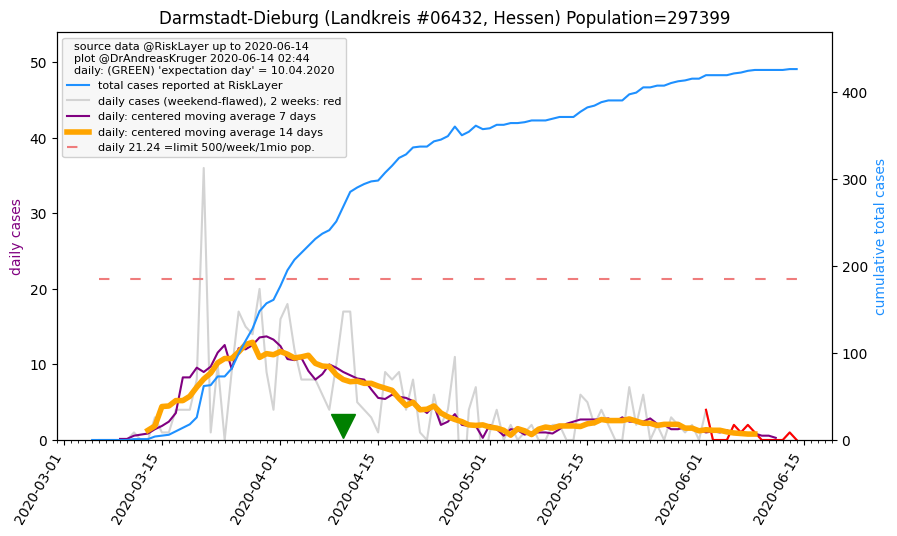 Darmstadt-Dieburg (Landkreis #06432, Hessen) Population=297399
source data @RiskLayer up to 2020-06-14
plot @DrAndreasKruger 2020-06-14 02:44
daily: (GREEN) 'expectation day' = 10.04.2020
total cases reported at RiskLayer
daily cases (weekend-flawed), 2 weeks: red
daily: centered moving average 7 days
daily: centered moving average 14 days
daily 21.24 =limit 500/week/1mio pop.
daily cases
50
40
30
20
10
0
cumulative total cases
400
300
200
100
0
2020-03-01
2020-03-15
2020-04-01
2020-04-15
2020-05-01
2020-05-15
2020-06-01
2020-06-15